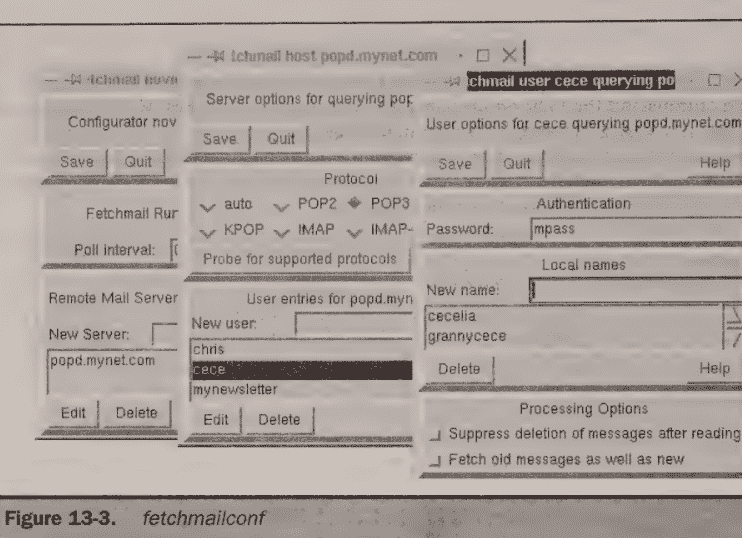 tchmail host popd.mynet.com
Server options for querying pop
Save Quit
Protocol
auto POP2 POP3
KPOP IMAP IMAP-
Probe for supported protocols
User entries for popd.myn
New user:
chris
cece
mynewsletter
Edit Delete
Configurator nov
Save Quit
Fetchmail Run
Poll interval:
Remote Mail Server
New Server:
popd.mynet.com
Edit Delete
tchmail user cece querying po
User options for cece querying popd.mynet.com
Save Quit Help
Authentication
Password: mpass
Local names
New name:
cecelia
grannycece
Delete Help
Processing Options
Suppress deletion of messages after reading
Fetch old messages as well as new
Figure 13-3. fetchmailconf